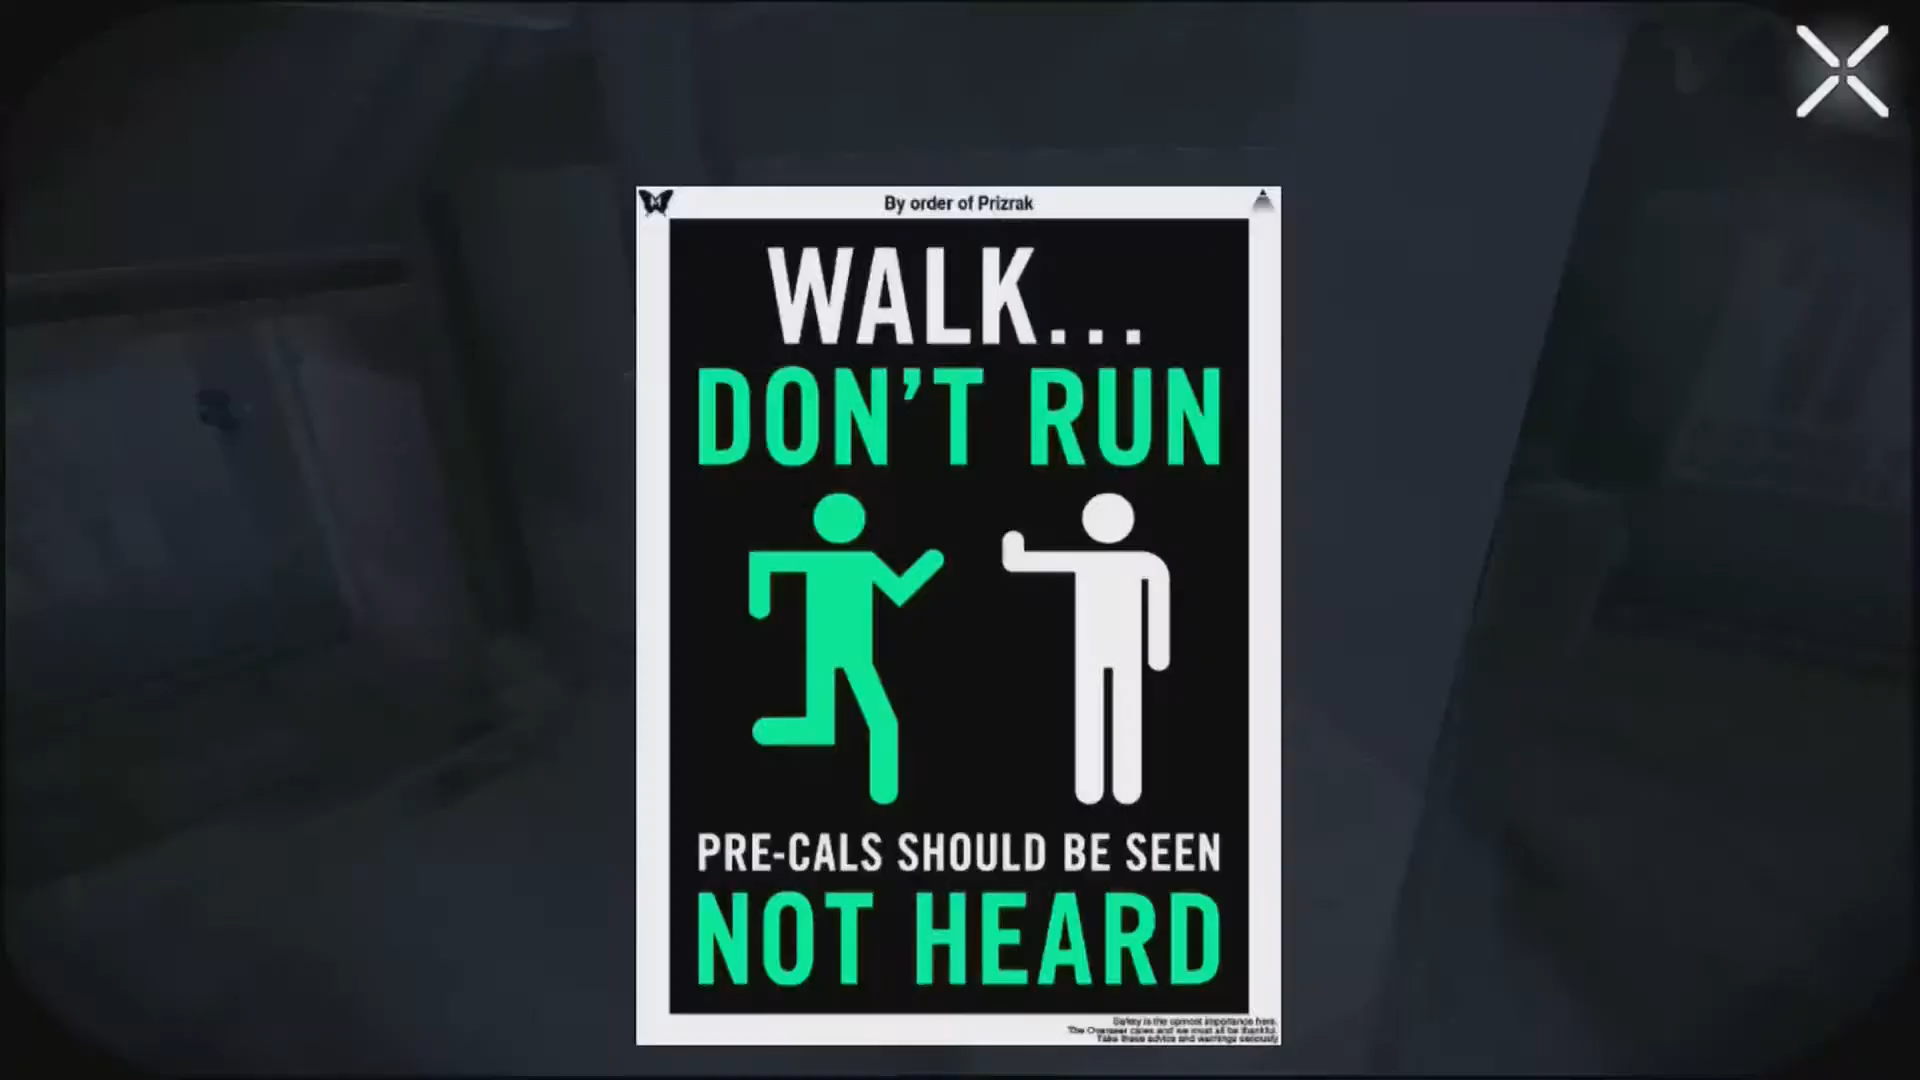 By order of Prizrak
WALK...
DON'T RUN
PRE-CALS SHOULD BE SEEN
NOT HEARD
Safety is the upmost importance here.
The Overseer cares and we must all be thankful.
Take these advice and warnings seriously